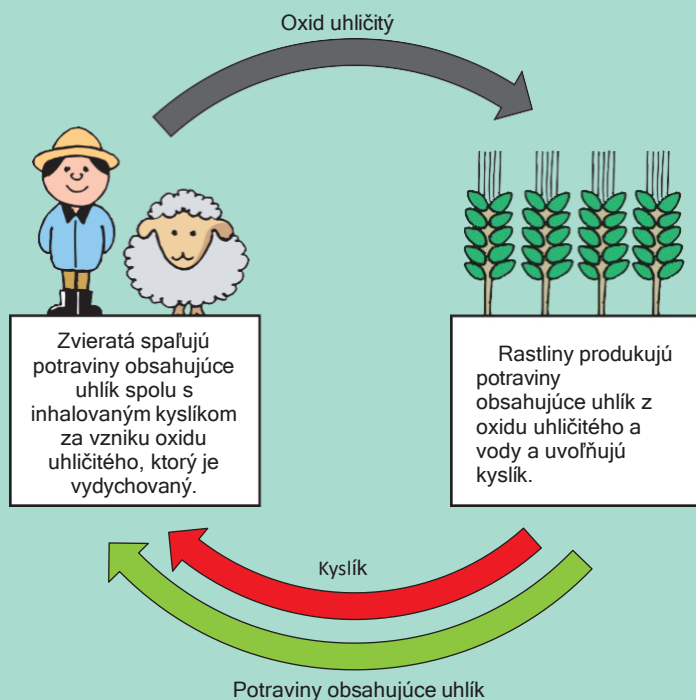 Oxid uhličitý
Zvieratá spaľujú
potraviny obsahujúce
uhlík spolu s
inhalovaným kyslíkom
za vzniku oxidu
uhličitého, ktorý je
vydychovaný.
Rastliny produkujú
potraviny
obsahujúce uhlík z
oxidu uhličitého a
vody a uvoľňujú
kyslík.
Kyslík
Potraviny obsahujúce uhlík